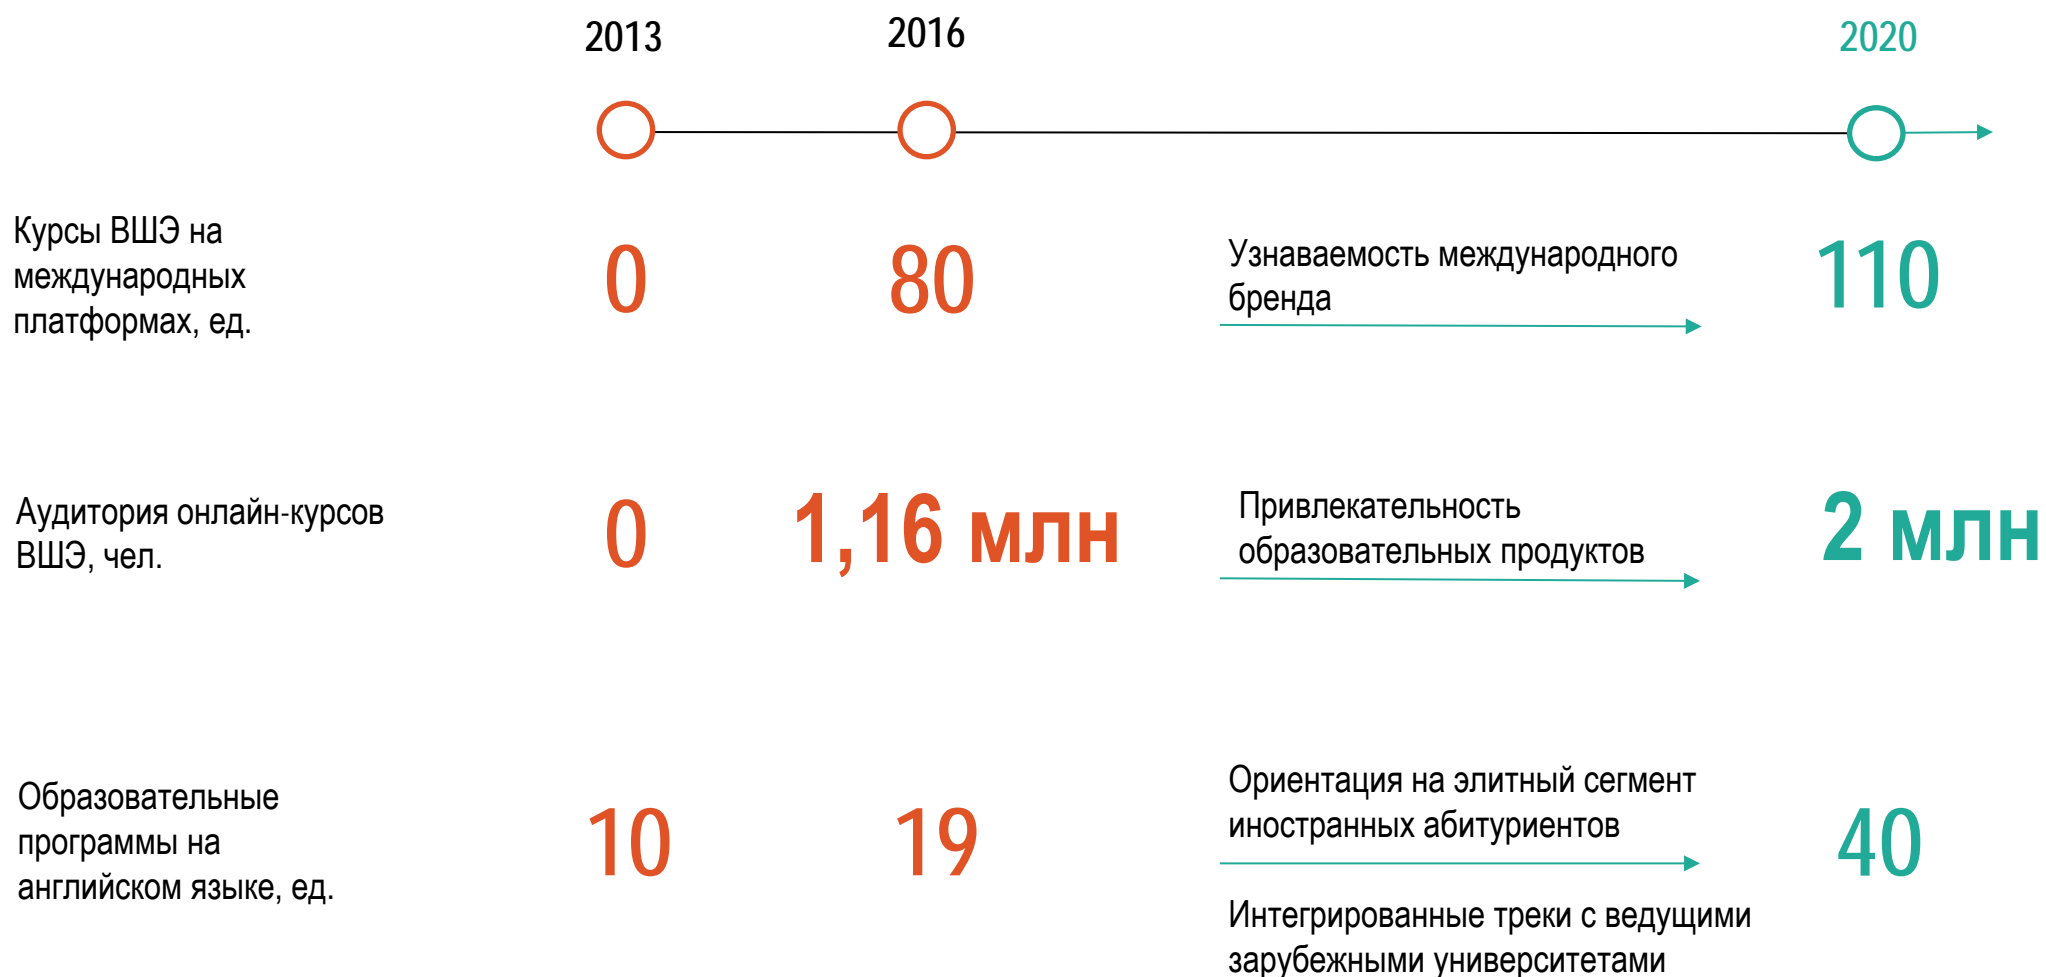 2013
2016
2020
Курсы ВШЭ на
международных
платформах, ед.
0
80
Узнаваемость международного
бренда
110
Аудитория онлайн-курсов
ВШЭ, чел.
0
1,16 млн
Привлекательность
образовательных продуктов
2 млн
Образовательные
программы на
английском языке, ед.
10
19
Ориентация на элитный сегмент
иностранных абитуриентов
40
Интегрированные треки с ведущими
зарубежными университетами